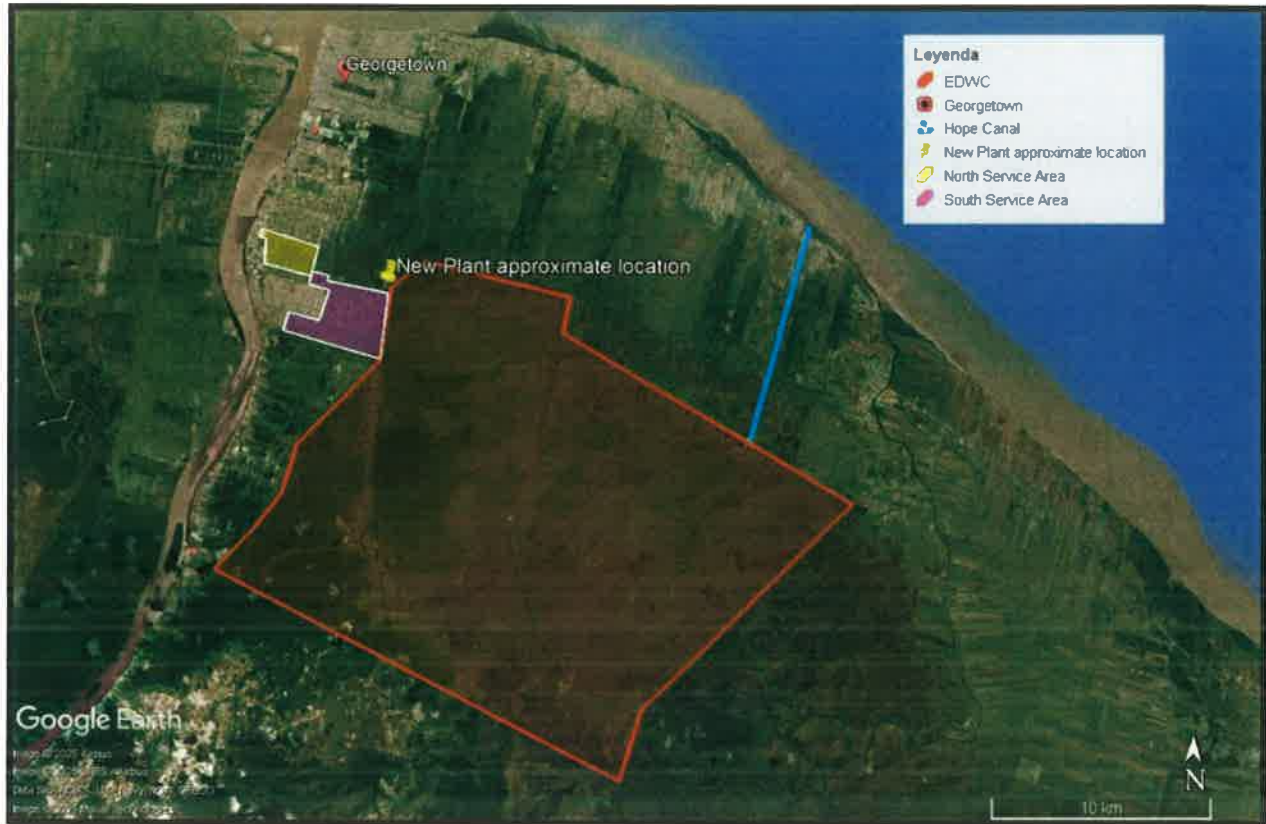 Georgetown
New Plant approximate location
Leyenda
EDWC
Georgetown
Hope Canal
New Plant approximate location
North Service Area
South Service Area
Google Earth
N
10 km